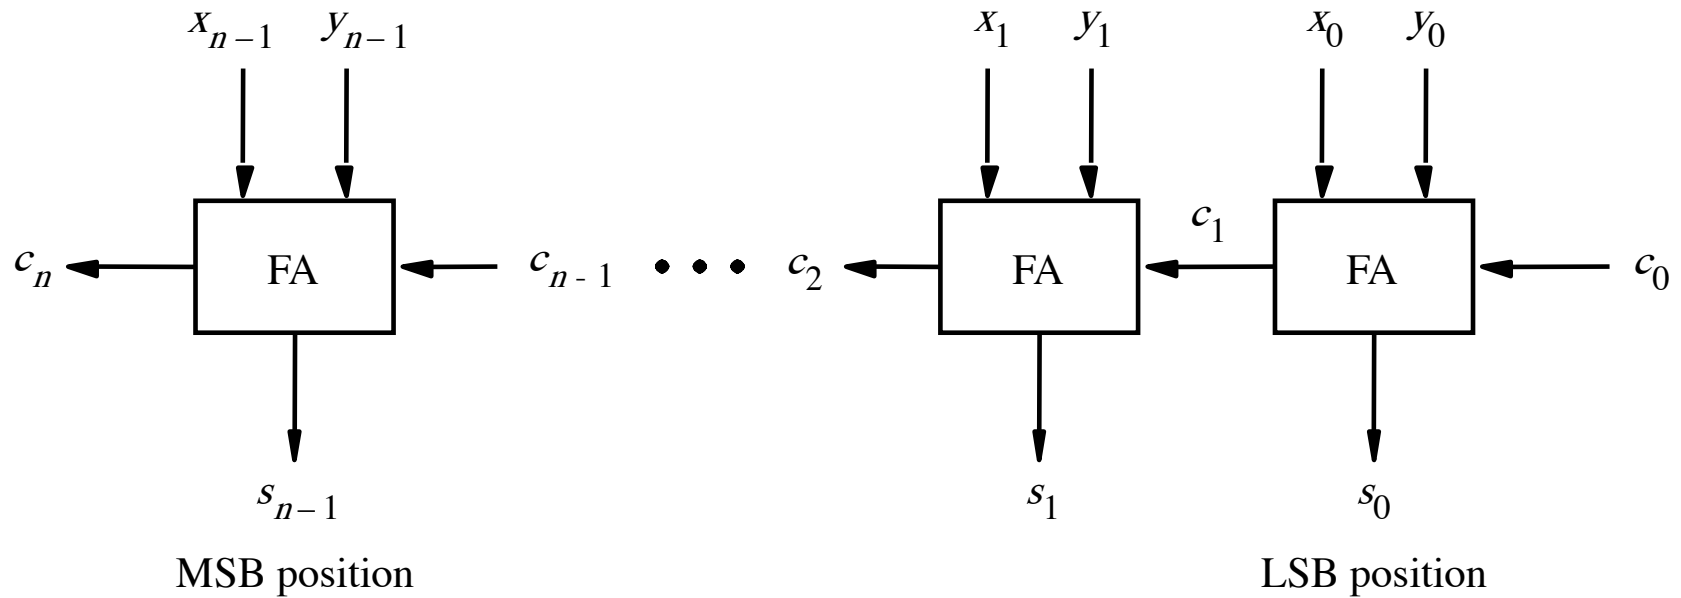 x_{n-1} y_{n-1} x_1 y_1 x_0 y_0
c_n FA c_{n-1} ••• c_2 FA c_1 FA c_0
s_{n-1} s_1 s_0
MSB position LSB position